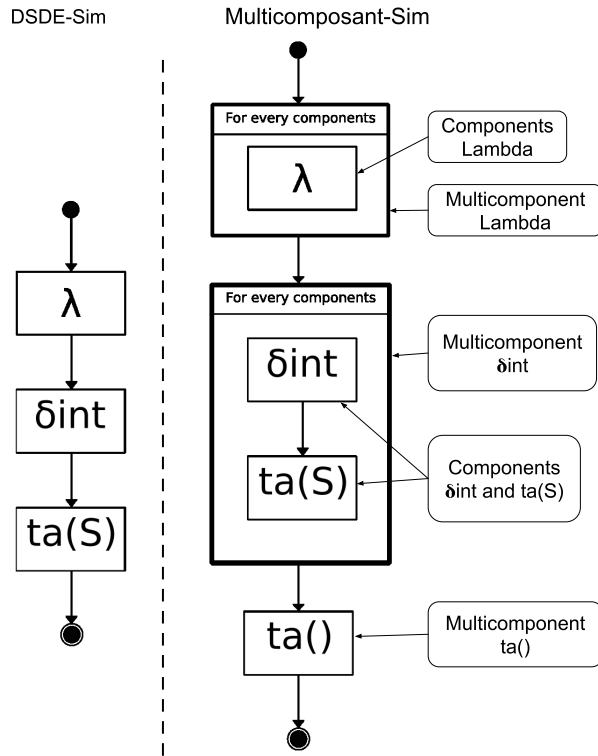 DSDE-Sim
λ
δint
ta(S)
Multicomposant-Sim
For every components
λ
Components
Lambda
Multicomponent
Lambda
For every components
δint
ta(S)
Multicomponent
δint
Components
δint and ta(S)
ta()
Multicomponent
ta()